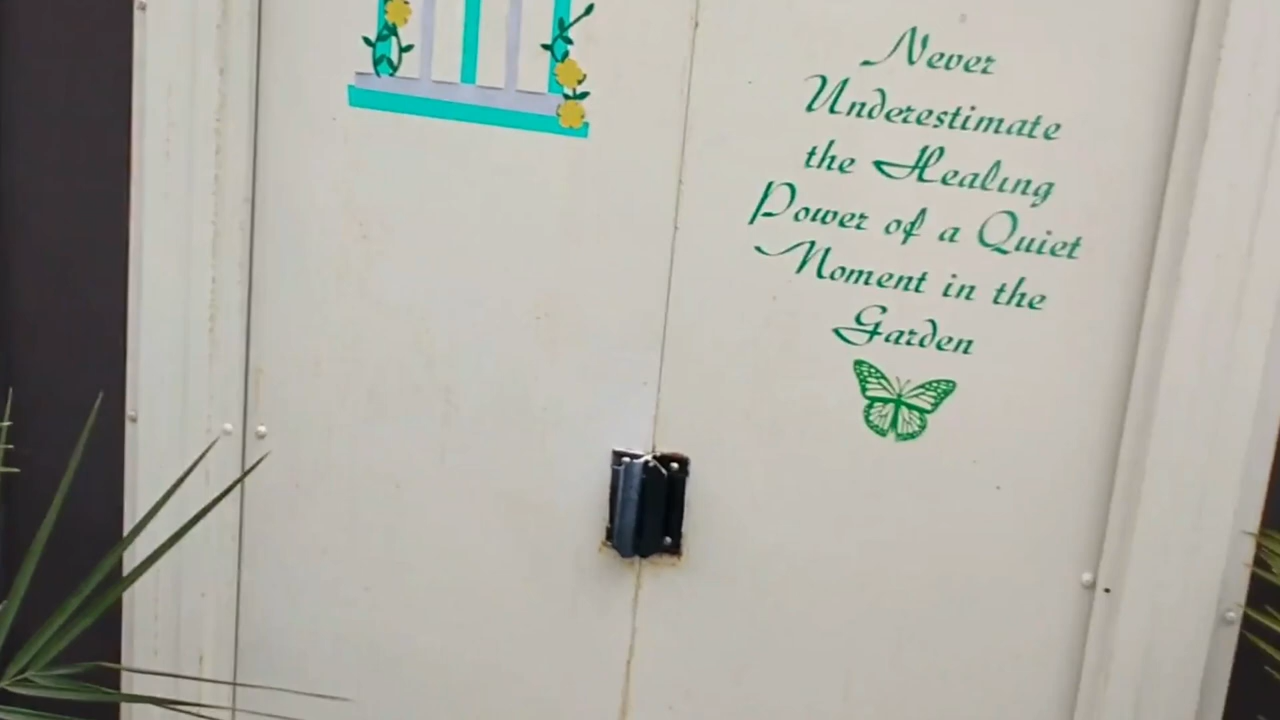 Never
Underestimate
the Healing
Power of a Quiet
Moment in the
Garden